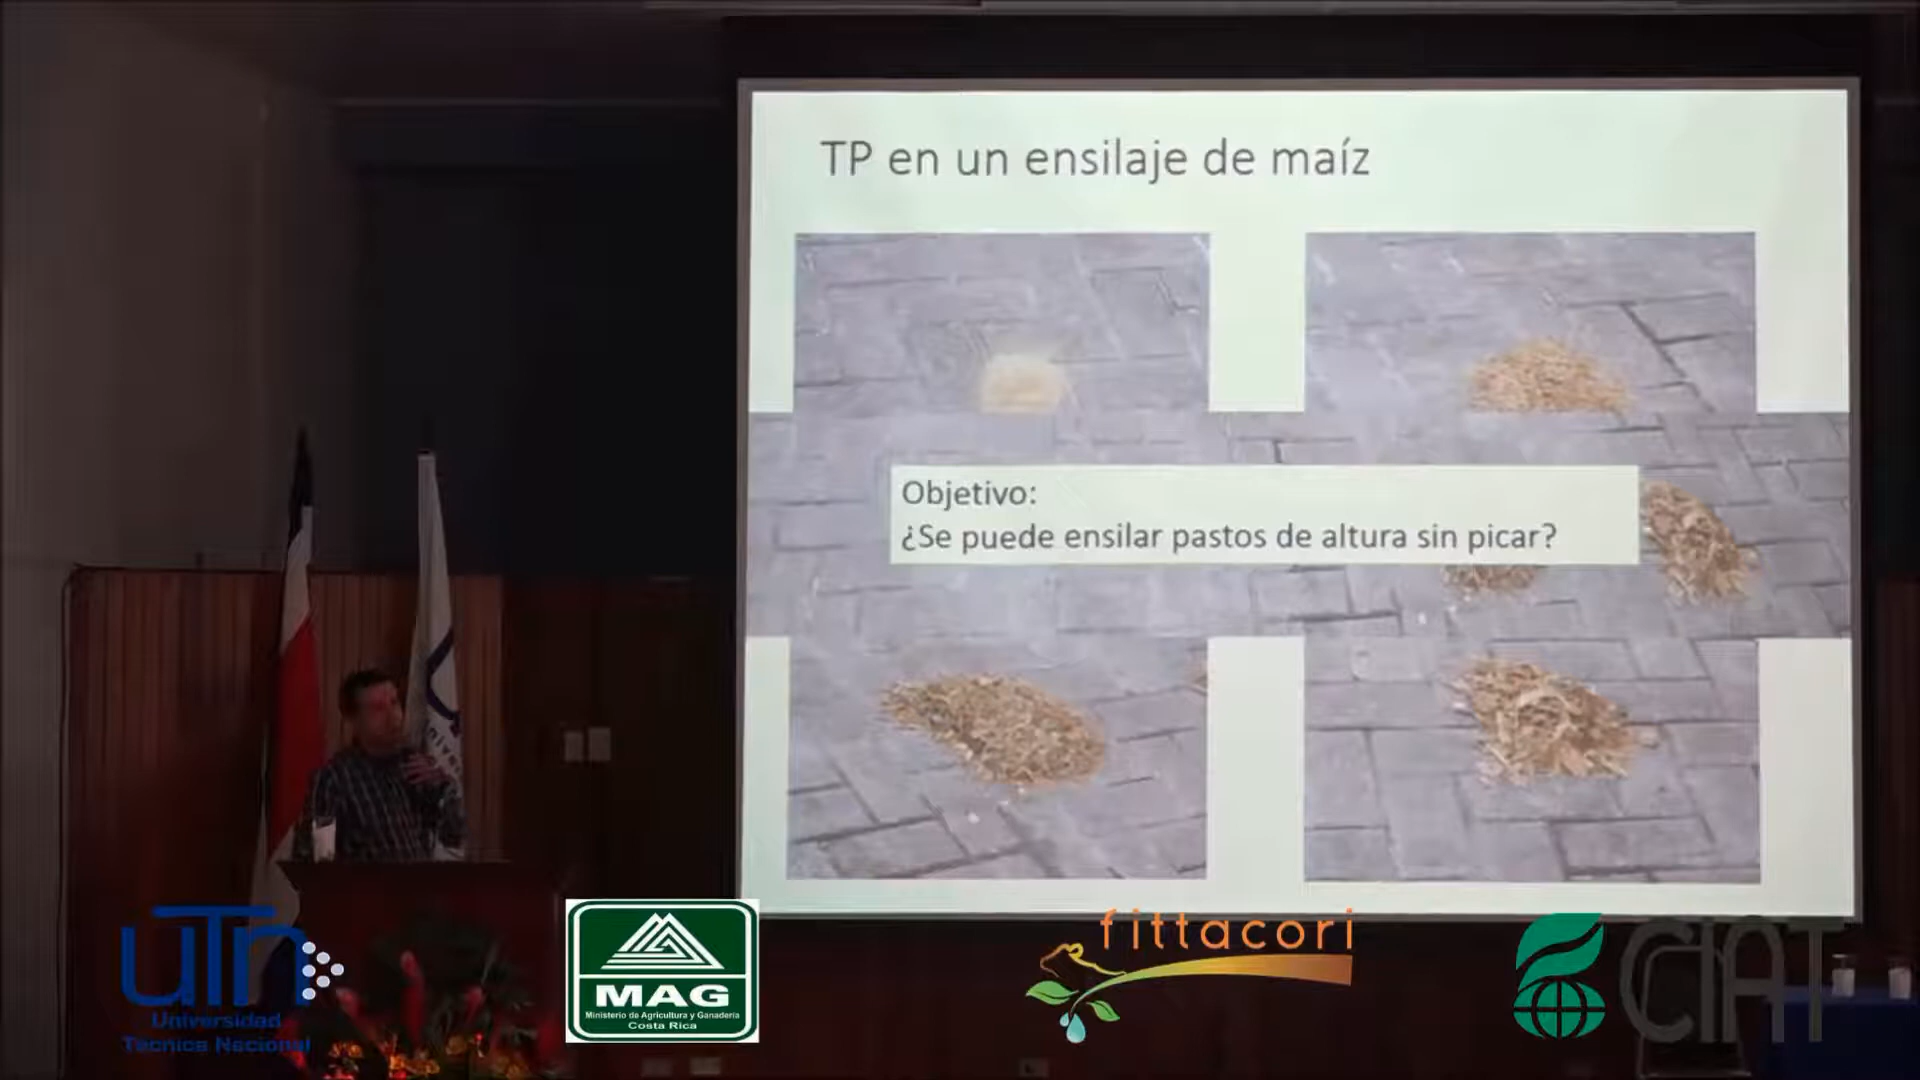 TP en un ensilaje de maíz
Objetivo:
¿Se puede ensilar pastos de altura sin picar?
UTN
Universidad
Técnica Nacional
MAG
Ministerio de Agricultura y Ganadería
Costa Rica
fittacori
CIAT